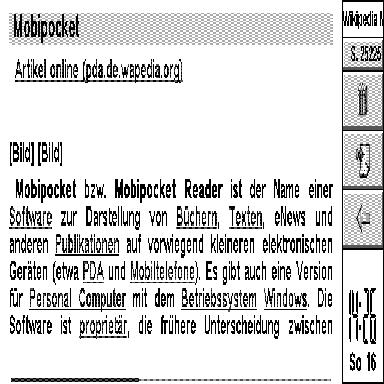 Mobipocket
Wikipedia
Artikel online (pda.de.wapedia.org)
S. 25225
[Bild] [Bild]
Mobipocket bzw. Mobipocket Reader ist der Name einer
Software zur Darstellung von Büchern, Texten, eNews und
anderen Publikationen auf vorwiegend kleineren elektronischen
Geräten (etwa PDA und Mobiltelefone). Es gibt auch eine Version
für Personal Computer mit dem Betriebssystem Windows. Die
Software ist proprietär, die frühere Unterscheidung zwischen
So 16